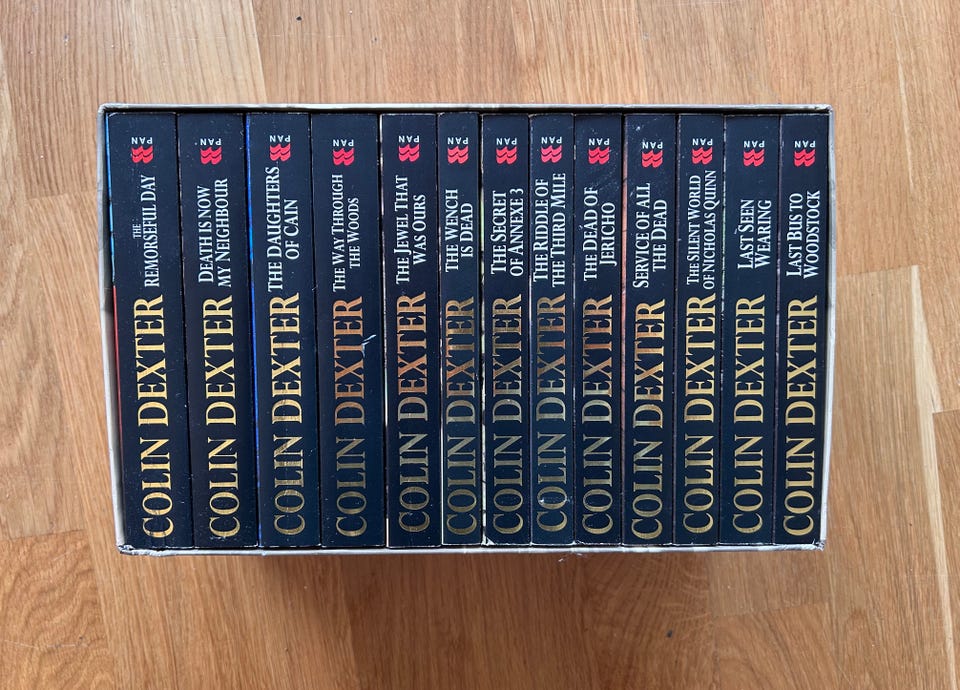 COLIN DEXTER
THE
REMORSEFUL DAY
PAN
COLIN DEXTER
DEATH IS NOW
MY NEIGHBOUR
PAN
COLIN DEXTER
THE DAUGHTERS
OF CAIN
PAN
COLIN DEXTER
THE WAY THROUGH
THE WOODS
PAN
COLIN DEXTER
THE JEWEL THAT
WAS OURS
PAN
COLIN DEXTER
THE WENCH
IS DEAD
PAN
COLIN DEXTER
THE SECRET
OF ANNEXE 3
PAN
COLIN DEXTER
THE RIDDLE OF
THE THIRD MILE
PAN
COLIN DEXTER
THE DEAD OF
JERICHO
PAN
COLIN DEXTER
SERVICE OF ALL
THE DEAD
PAN
COLIN DEXTER
THE SILENT WORLD
OF NICHOLAS QUINN
PAN
COLIN DEXTER
LAST SEEN
WEARING
PAN
COLIN DEXTER
LAST BUS TO
WOODSTOCK
PAN